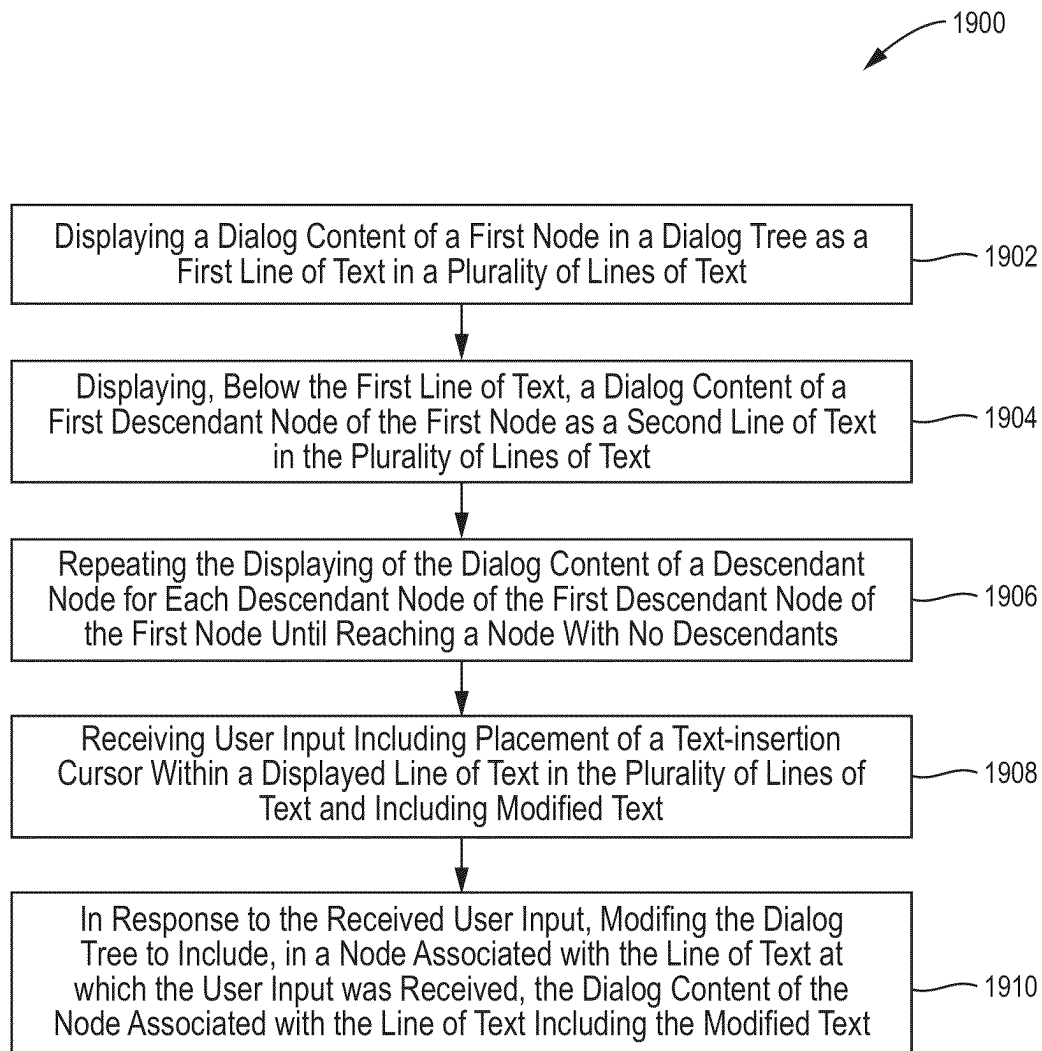 1900
Displaying a Dialog Content of a First Node in a Dialog Tree as a
First Line of Text in a Plurality of Lines of Text
1902
Displaying, Below the First Line of Text, a Dialog Content of a
First Descendant Node of the First Node as a Second Line of Text
in the Plurality of Lines of Text
1904
Repeating the Displaying of the Dialog Content of a Descendant
Node for Each Descendant Node of the First Descendant Node of
the First Node Until Reaching a Node With No Descendants
1906
Receiving User Input Including Placement of a Text-insertion
Cursor Within a Displayed Line of Text in the Plurality of Lines of
Text and Including Modified Text
1908
In Response to the Received User Input, Modifing the Dialog
Tree to Include, in a Node Associated with the Line of Text at
which the User Input was Received, the Dialog Content of the
Node Associated with the Line of Text Including the Modified Text
1910